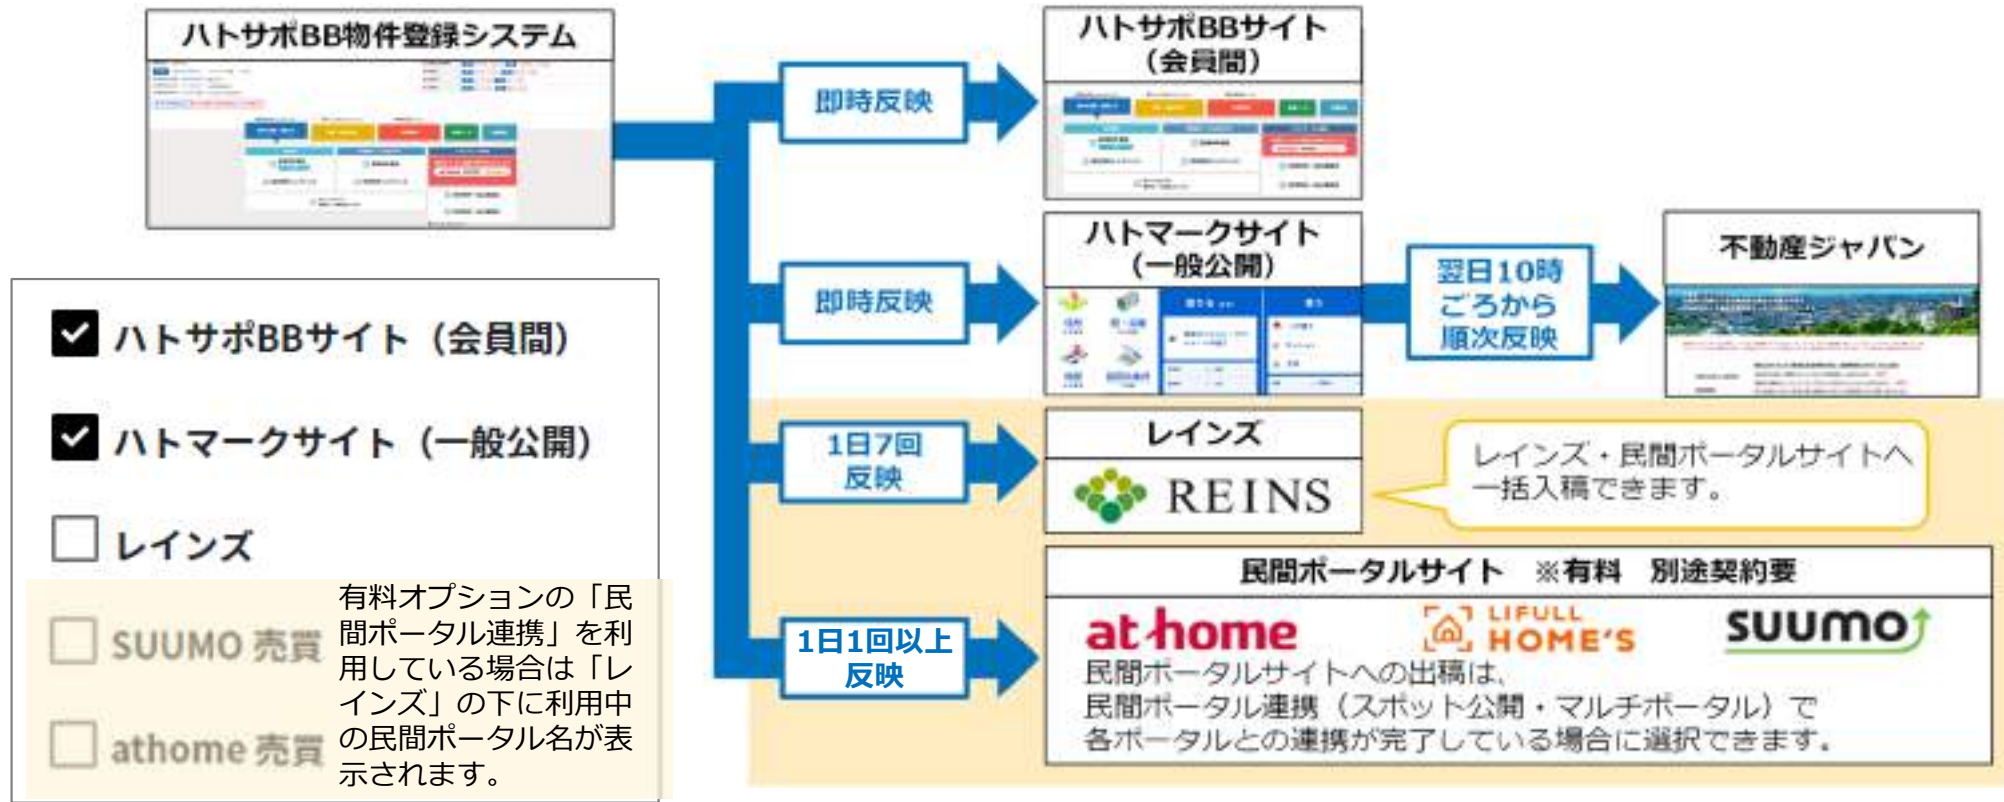 ハトサポBB物件登録システム
即時反映
ハトサポBBサイト
（会員間）
即時反映
ハトマークサイト
（一般公開）
翌日10時
ごろから
順次反映
不動産ジャパン
1日7回
反映
レインズ
REINS
レインズ・民間ポータルサイトへ
一括入稿できます。
1日1回以上
反映
民間ポータルサイト　※有料　別途契約要
at home
LIFULL
HOME'S
SUUMO
民間ポータルサイトへの出稿は、
民間ポータル連携（スポット公開・マルチポータル）で
各ポータルとの連携が完了している場合に選択できます。
ハトサポBBサイト（会員間）
ハトマークサイト（一般公開）
レインズ
SUUMO 売買
athome 売買
有料オプションの「民
間ポータル連携」を利
用している場合は「レ
インズ」の下に利用中
の民間ポータル名が表
示されます。